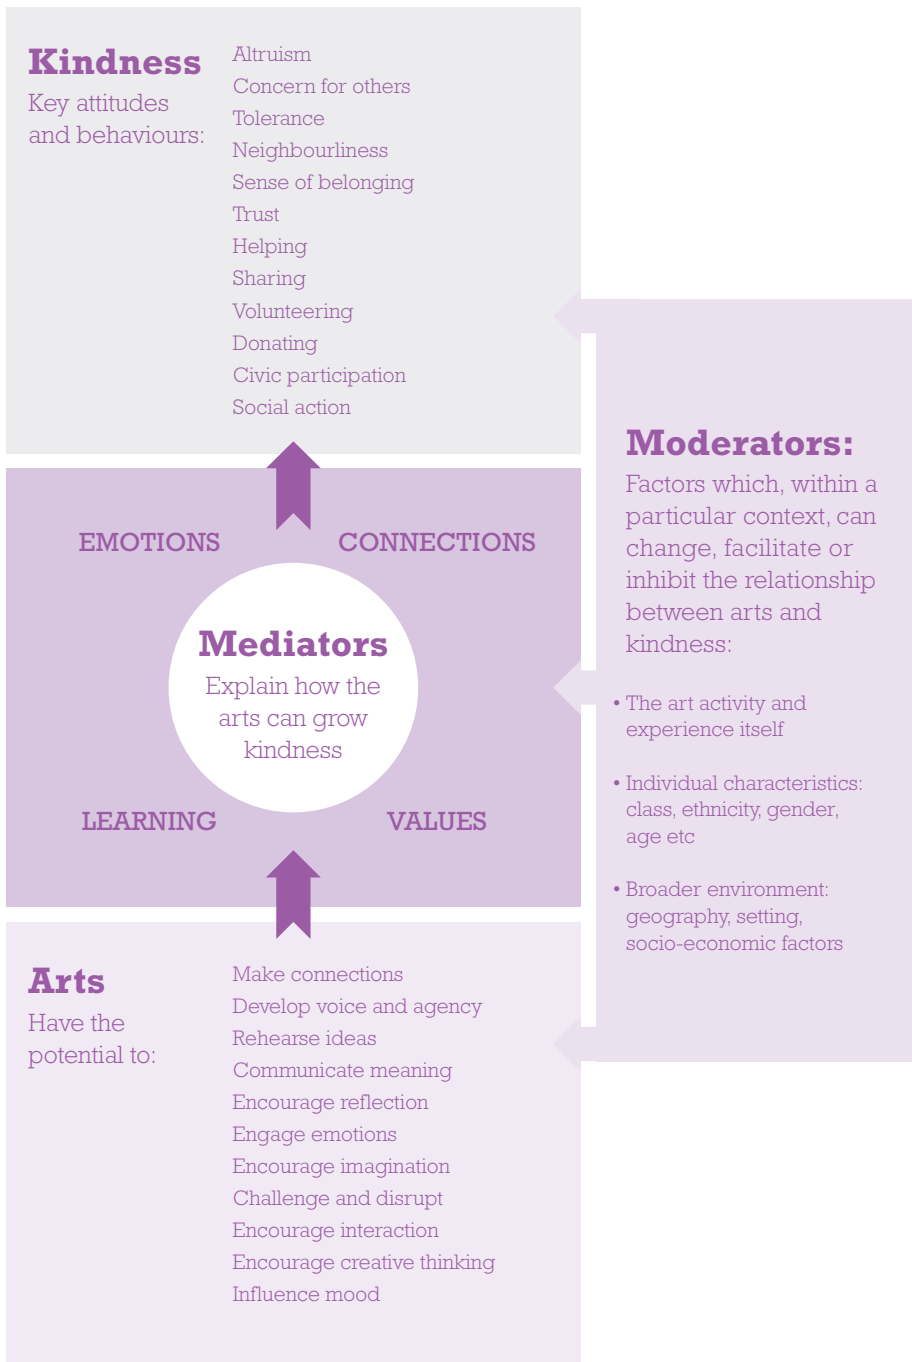 Kindness
Key attitudes
and behaviours:
Altruism
Concern for others
Tolerance
Neighbourliness
Sense of belonging
Trust
Helping
Sharing
Volunteering
Donating
Civic participation
Social action
EMOTIONS
CONNECTIONS
Mediators
Explain how the
arts can grow
kindness
LEARNING
VALUES
Arts
Have the
potential to:
Make connections
Develop voice and agency
Rehearse ideas
Communicate meaning
Encourage reflection
Engage emotions
Encourage imagination
Challenge and disrupt
Encourage interaction
Encourage creative thinking
Influence mood
Moderators:
Factors which, within a
particular context, can
change, facilitate or
inhibit the relationship
between arts and
kindness:
• The art activity and
experience itself
• Individual characteristics:
class, ethnicity, gender,
age etc
• Broader environment:
geography, setting,
socio-economic factors